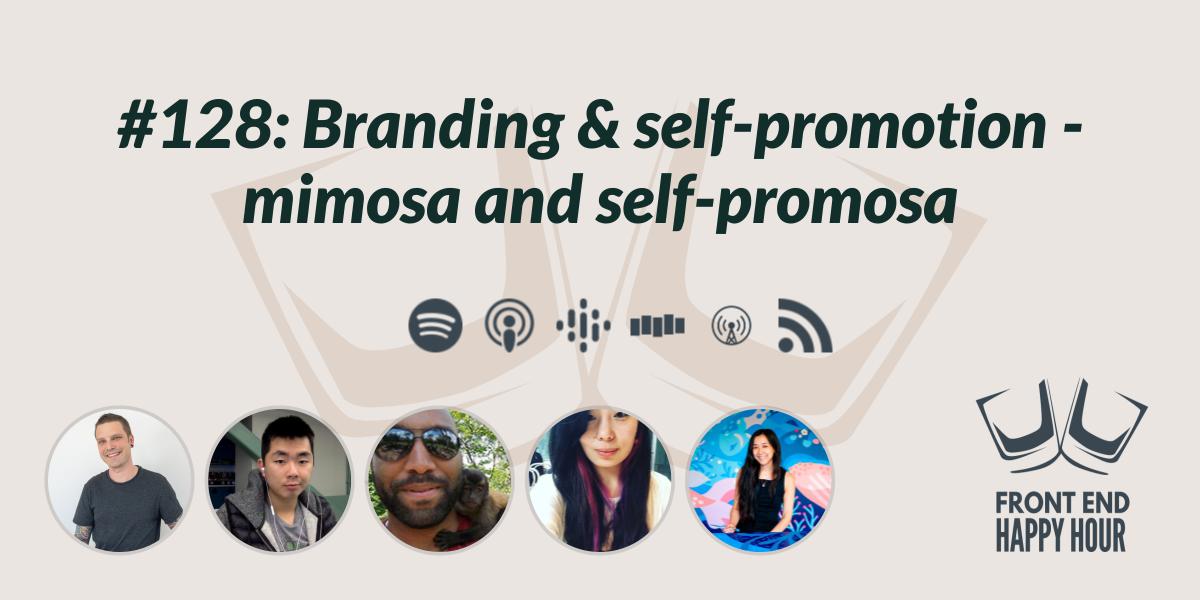 #128: Branding & self-promotion -
mimosa and self-promosa
FRONT END
HAPPY HOUR